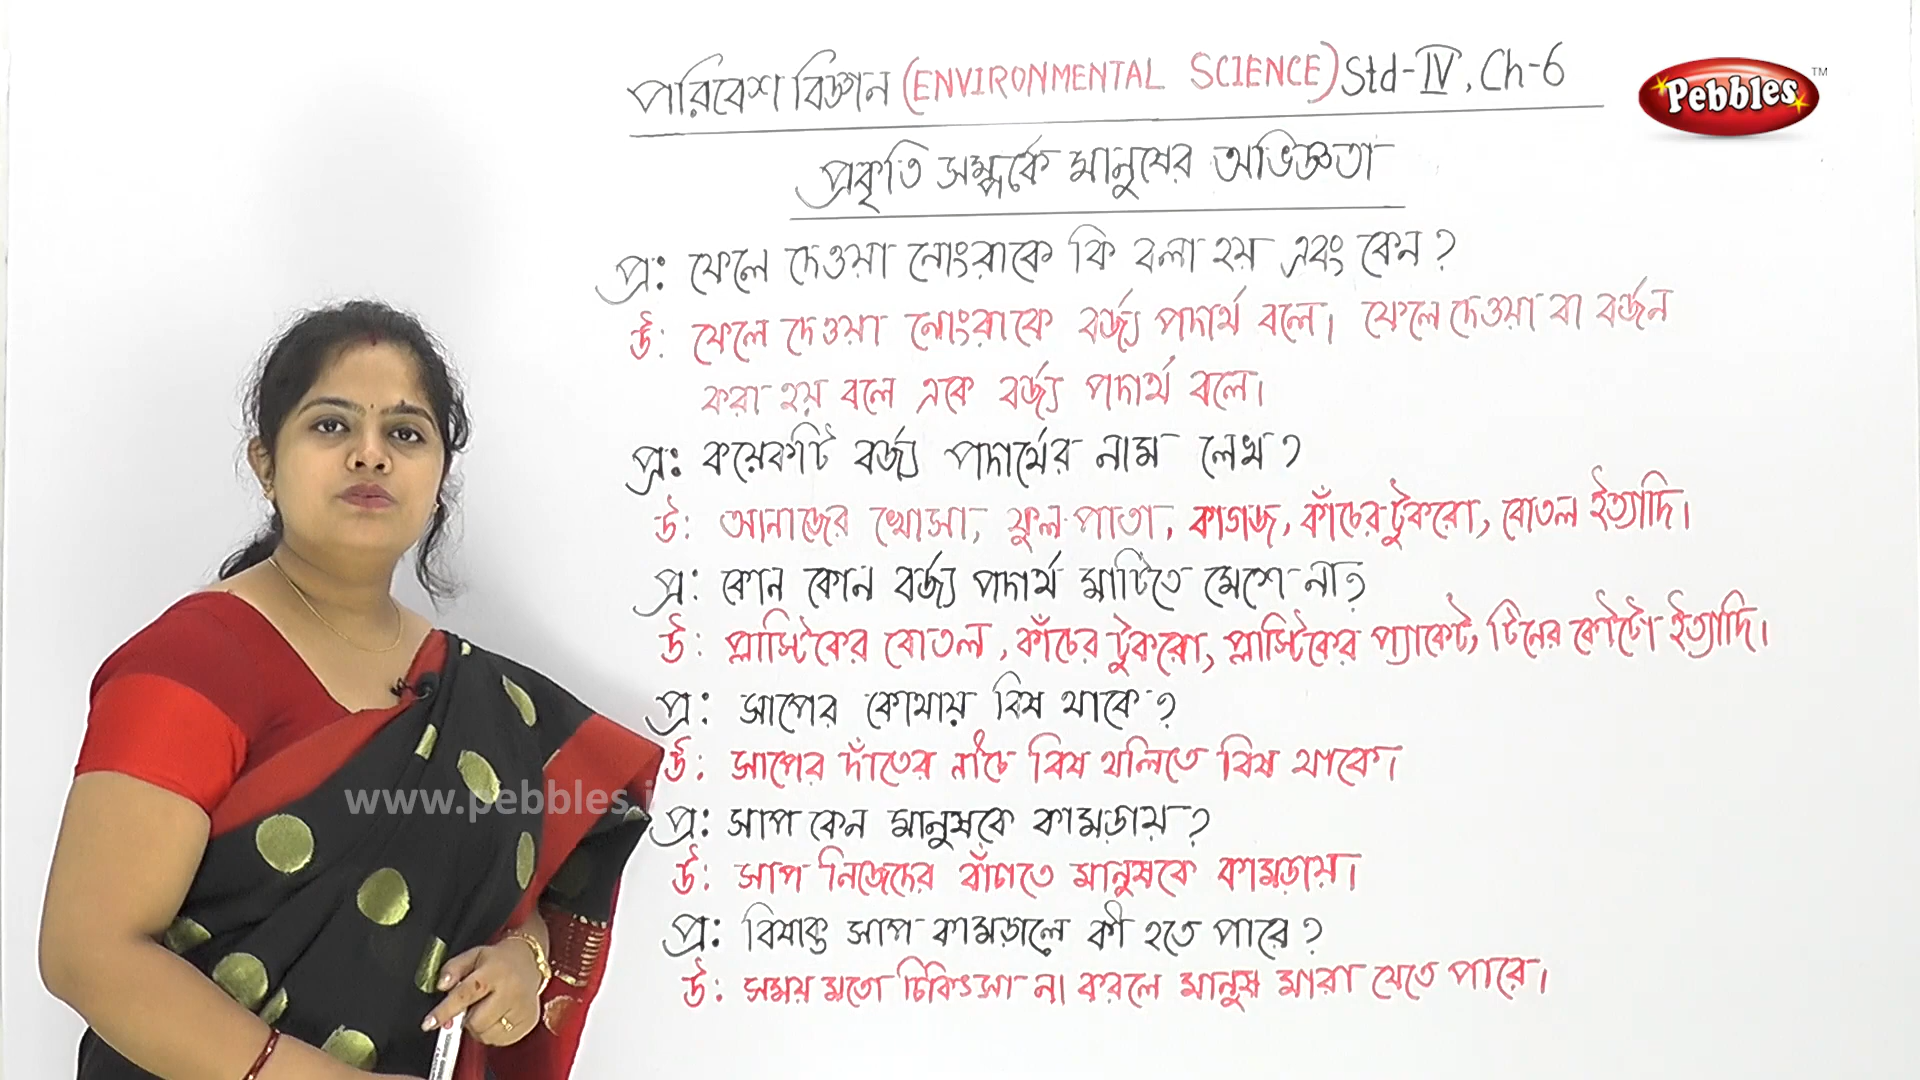 পরিবেশ বিজ্ঞান (ENVIRONMENTAL SCIENCE) Std-IV, Ch-6
Pebbles TM
প্রকৃতি সম্পর্কে মানুষের অভিজ্ঞতা
প্র: ফেলে দেওয়া নোংরাকে কি বলা হয় এবং কেন?
উ: ফেলে দেওয়া নোংরাকে বর্জ্য পদার্থ বলে। ফেলে দেওয়া বা বর্জন
করা হয় বলে একে বর্জ্য পদার্থ বলে।
প্র: কয়েকটি বর্জ্য পদার্থের নাম লেখ?
উ: আনাজের খোসা, ফুল পাতা, কাগজ, কাঁচের টুকরো, বোতল ইত্যাদি।
প্র: কোন কোন বর্জ্য পদার্থ মাটিতে মেশে না?
উ: প্লাস্টিকের বোতল, কাঁচের টুকরো, প্লাস্টিকের প্যাকেট, টিনের কৌটো ইত্যাদি।
প্র: সাপের কোথায় বিষ থাকে?
উ: সাপের দাঁতের নীচে বিষ থলিতে বিষ থাকে।
www.pebbles.i
প্র: সাপ কেন মানুষকে কামড়ায়?
উ: সাপ নিজেদের বাঁচাতে মানুষকে কামড়ায়।
প্র: বিষাক্ত সাপ কামড়ালে কী হতে পারে?
উ: সময় মতো চিকিৎসা না করলে মানুষ মারা যেতে পারে।